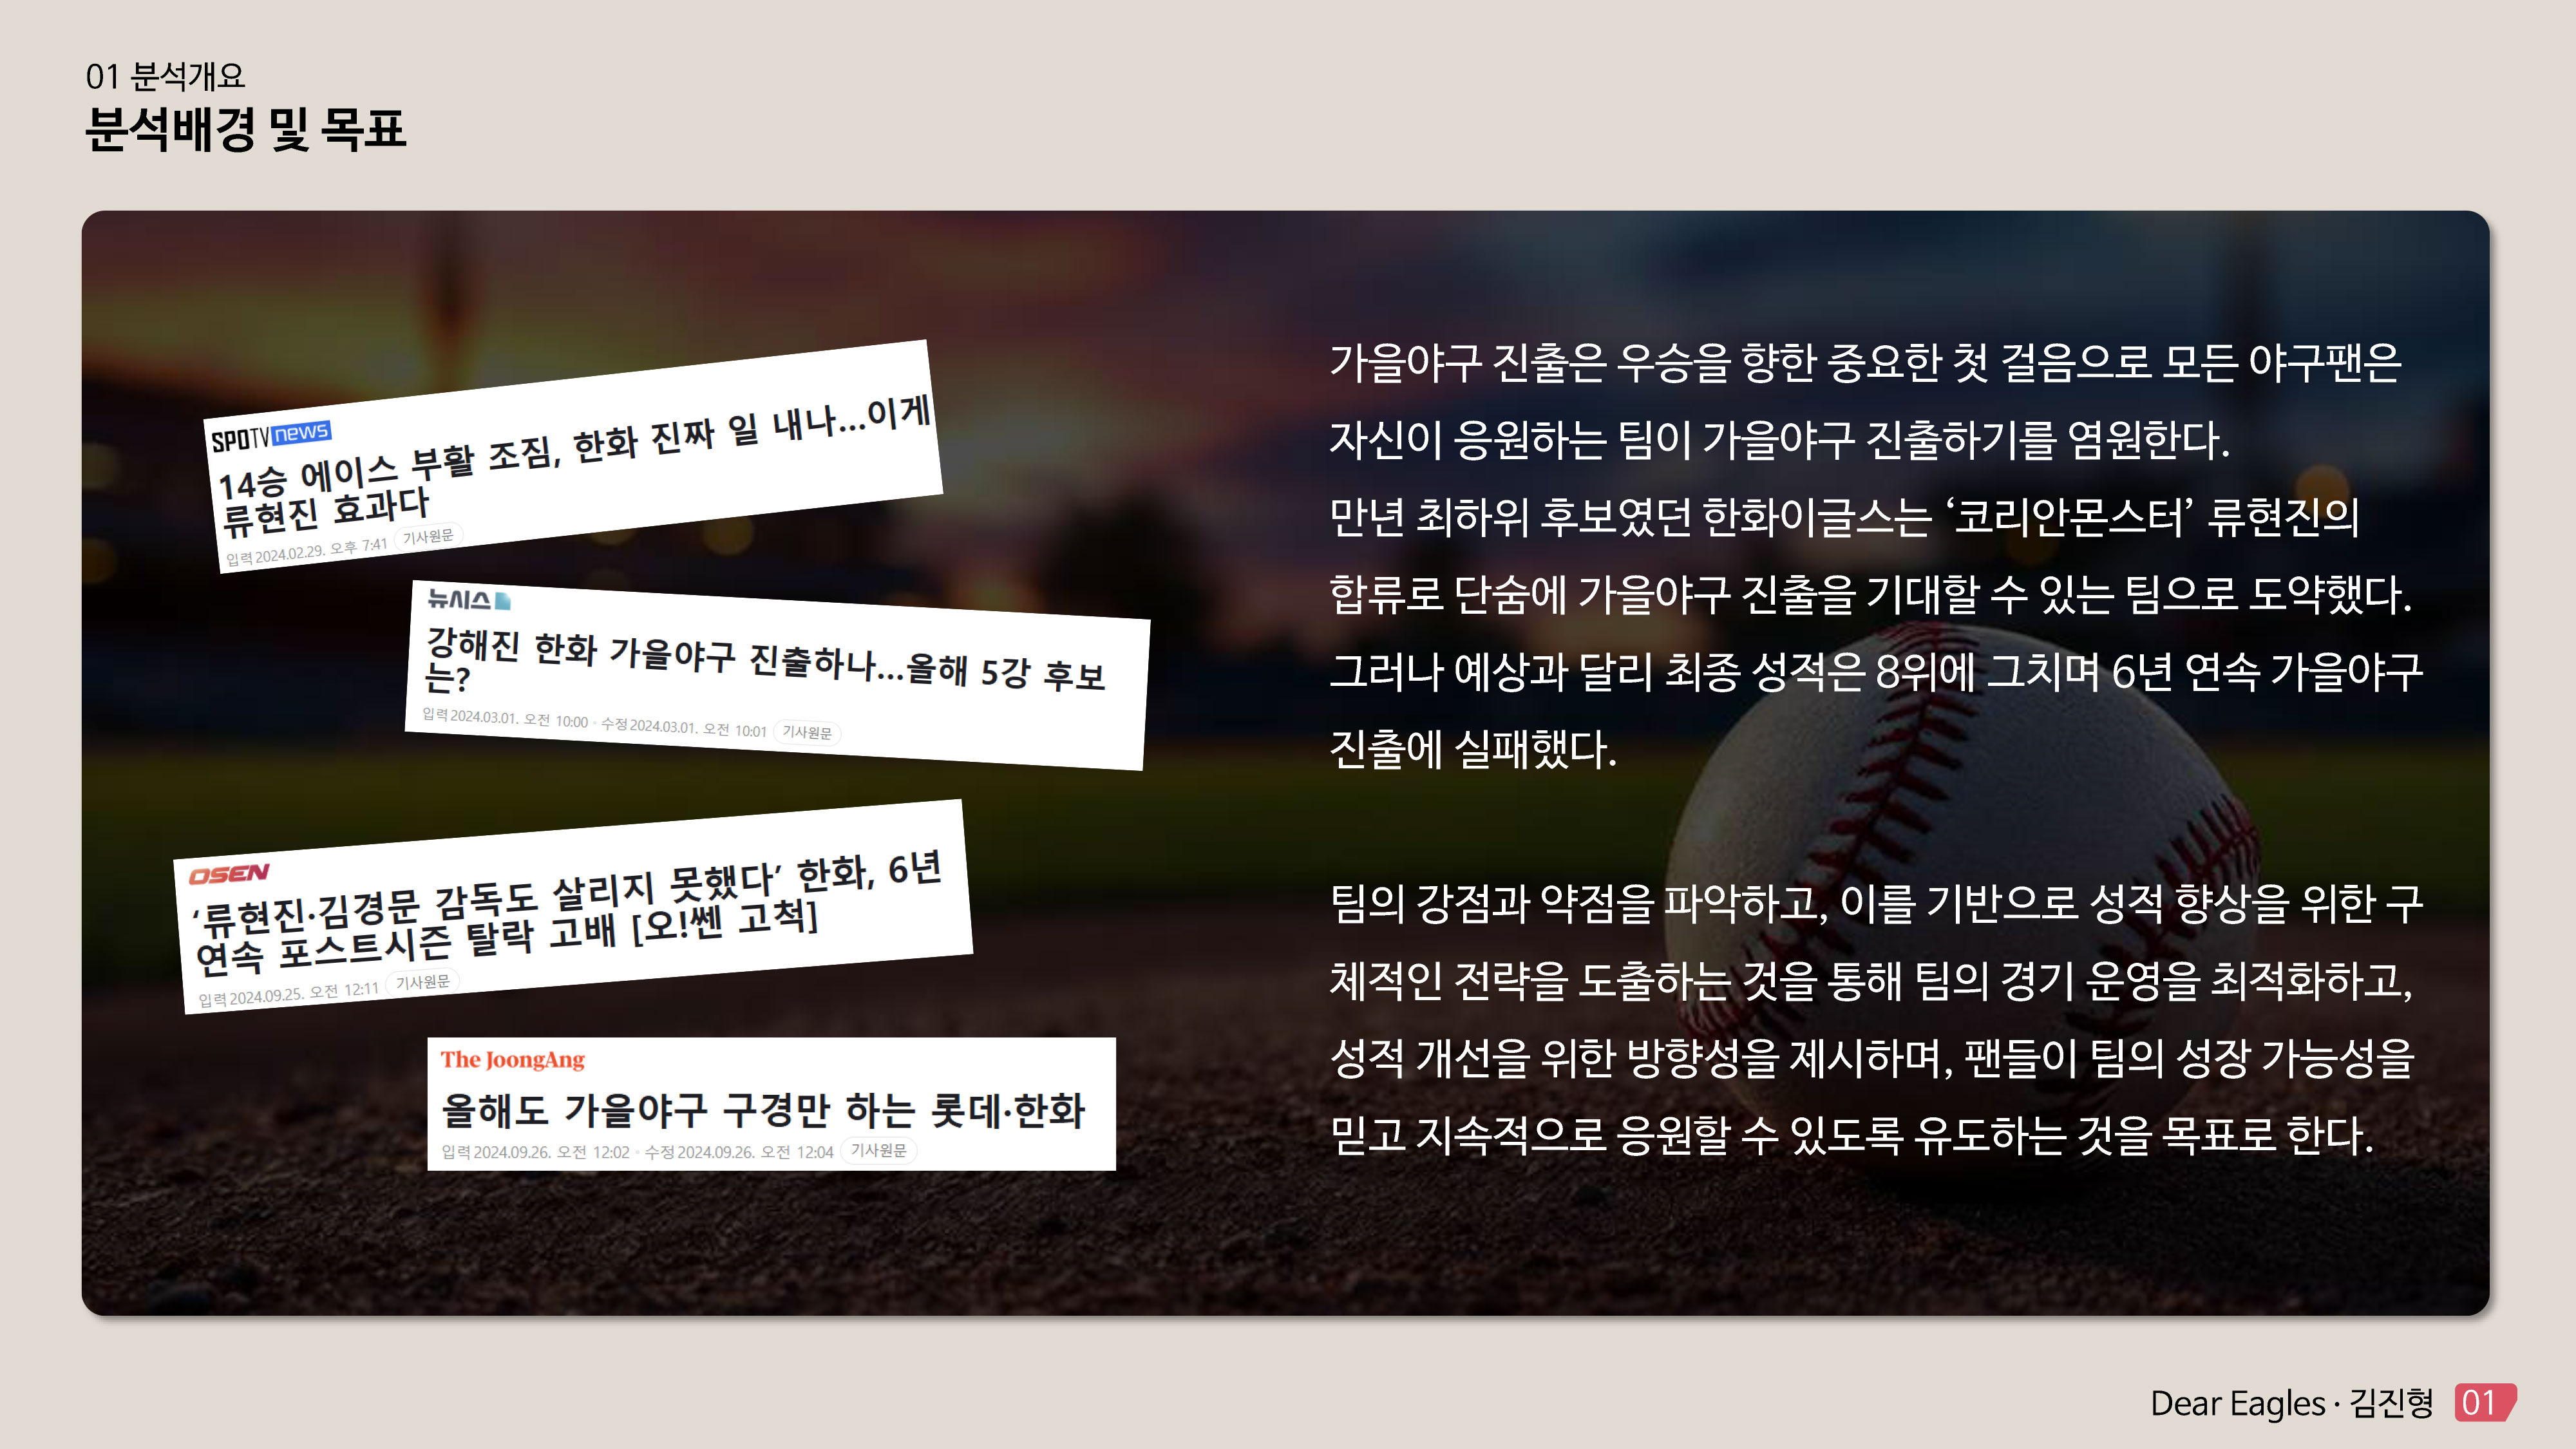 01 분석개요
분석배경 및 목표
SPOTV news
14승 에이스 부활 조짐, 한화 진짜 일 내나...이게
류현진 효과다
입력 2024.02.29. 오후 7:41 기사원문
뉴시스
강해진 한화 가을야구 진출하나...올해 5강 후보
는?
입력 2024.03.01. 오전 10:00 · 수정 2024.03.01. 오전 10:01 기사원문
OSEN
‘류현진·김경문 감독도 살리지 못했다’ 한화, 6년
연속 포스트시즌 탈락 고배 [오!쎈 고척]
입력 2024.09.25. 오전 12:11 기사원문
The JoongAng
올해도 가을야구 구경만 하는 롯데·한화
입력 2024.09.26. 오전 12:02 · 수정 2024.09.26. 오전 12:04 기사원문
가을야구 진출은 우승을 향한 중요한 첫 걸음으로 모든 야구팬은
자신이 응원하는 팀이 가을야구 진출하기를 염원한다.
만년 최하위 후보였던 한화이글스는 ‘코리안몬스터’ 류현진의
합류로 단숨에 가을야구 진출을 기대할 수 있는 팀으로 도약했다.
그러나 예상과 달리 최종 성적은 8위에 그치며 6년 연속 가을야구
진출에 실패했다.
팀의 강점과 약점을 파악하고, 이를 기반으로 성적 향상을 위한 구
체적인 전략을 도출하는 것을 통해 팀의 경기 운영을 최적화하고,
성적 개선을 위한 방향성을 제시하며, 팬들이 팀의 성장 가능성을
믿고 지속적으로 응원할 수 있도록 유도하는 것을 목표로 한다.
Dear Eagles · 김진형 01